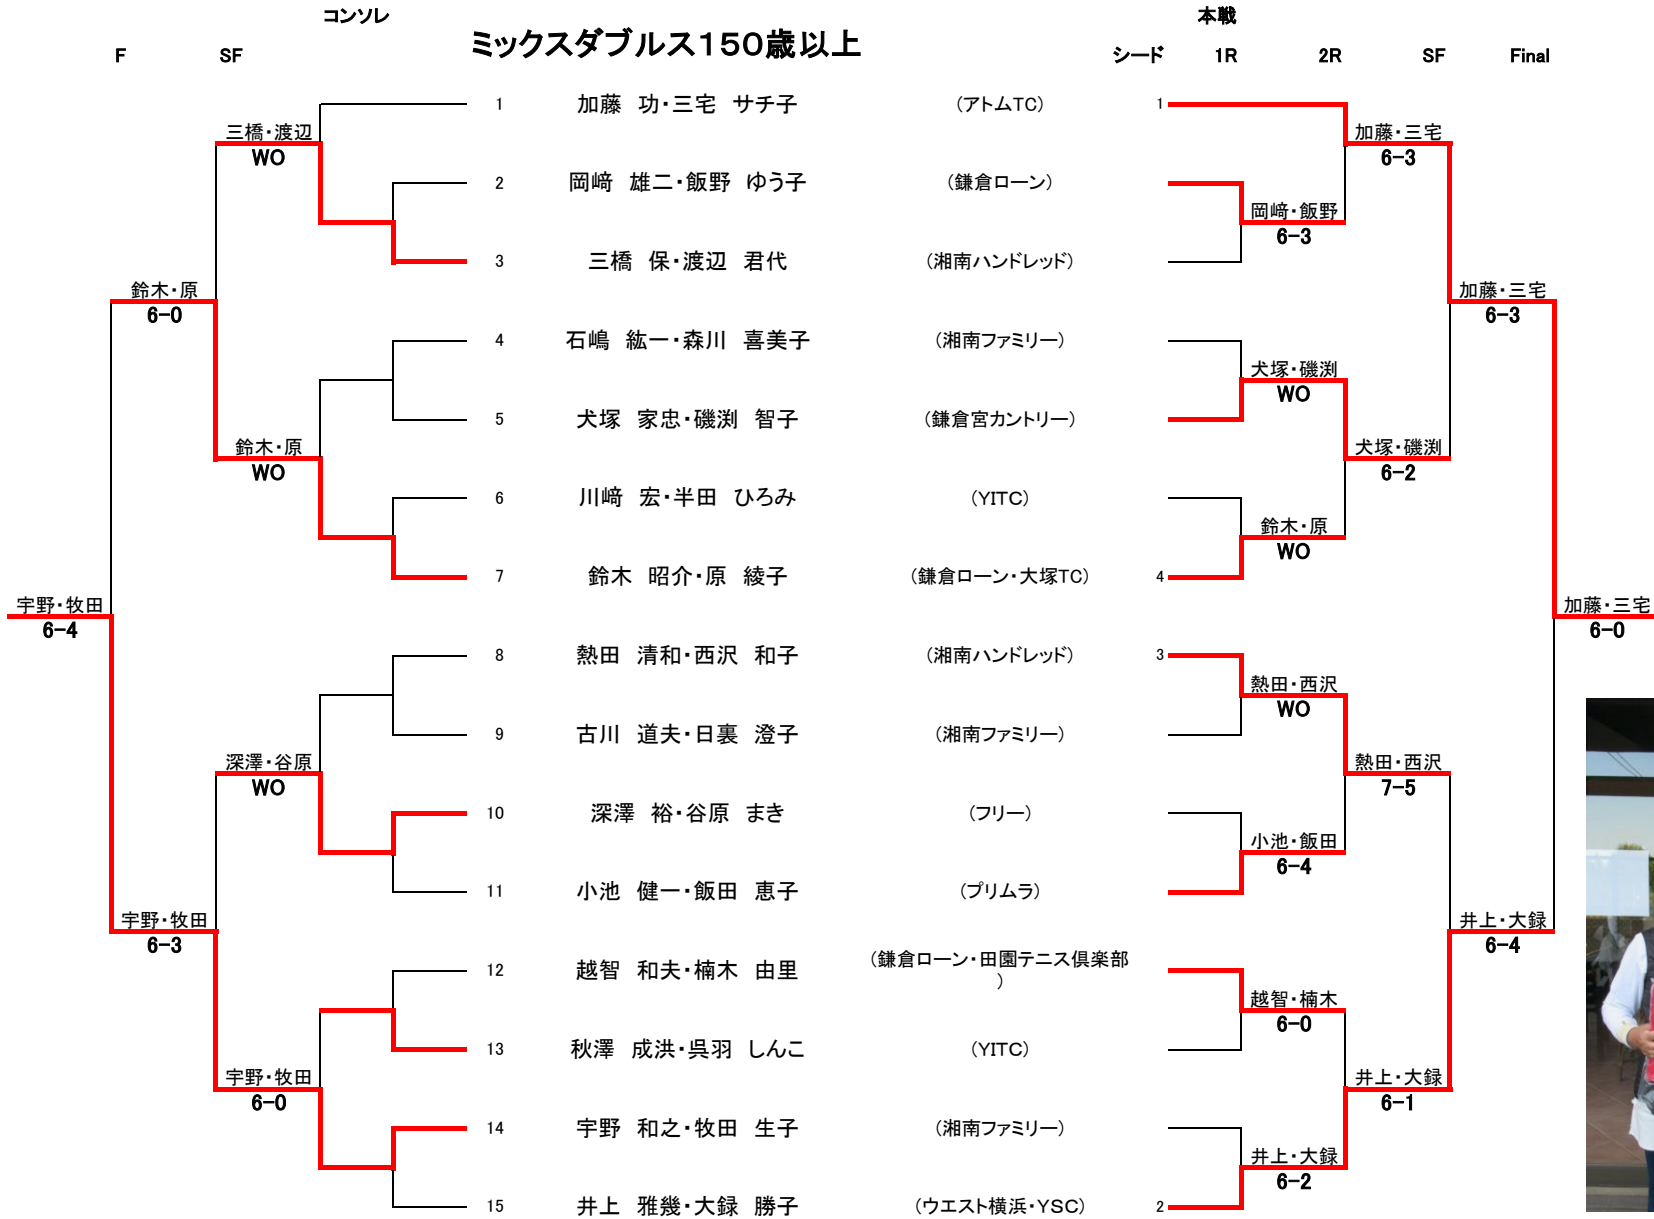 コンソレ
本戦
ミックスダブルス150歳以上
F SF
シード 1R 2R SF Final
1 加藤 功・三宅 サチ子 (アトムTC) 1
三橋・渡辺
WO
加藤・三宅
6-3
2 岡﨑 雄二・飯野 ゆう子 (鎌倉ローン)
岡﨑・飯野
6-3
3 三橋 保・渡辺 君代 (湘南ハンドレッド)
鈴木・原
6-0
加藤・三宅
6-3
4 石嶋 紘一・森川 喜美子 (湘南ファミリー)
犬塚・磯渕
WO
5 犬塚 家忠・磯渕 智子 (鎌倉宮カントリー)
鈴木・原
WO
犬塚・磯渕
6-2
6 川﨑 宏・半田 ひろみ (YITC)
鈴木・原
WO
7 鈴木 昭介・原 綾子 (鎌倉ローン・大塚TC) 4
宇野・牧田
6-4
加藤・三宅
6-0
8 熱田 清和・西沢 和子 (湘南ハンドレッド) 3
熱田・西沢
WO
9 古川 道夫・日裏 澄子 (湘南ファミリー)
深澤・谷原
WO
熱田・西沢
7-5
10 深澤 裕・谷原 まき (フリー)
小池・飯田
6-4
11 小池 健一・飯田 恵子 (プリムラ)
宇野・牧田
6-3
井上・大録
6-4
12 越智 和夫・楠木 由里 (鎌倉ローン・田園テニス倶楽部
)
越智・楠木
6-0
13 秋澤 成洪・呉羽 しんこ (YITC)
宇野・牧田
6-0
井上・大録
6-1
14 宇野 和之・牧田 生子 (湘南ファミリー)
井上・大録
6-2
15 井上 雅幾・大録 勝子 (ウエスト横浜・YSC) 2